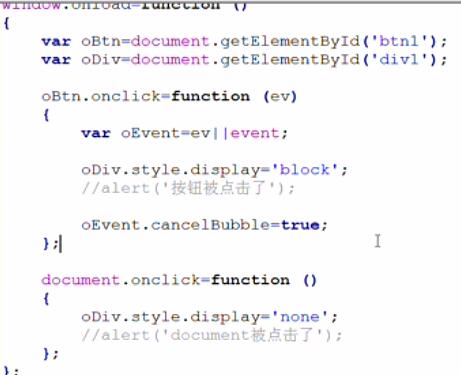 window.onload=function ()
{
    var oBtn=document.getElementById('btn1');
    var oDiv=document.getElementById('div1');

    oBtn.onclick=function (ev)
    {
        var oEvent=ev||event;

        oDiv.style.display='block';
        //alert('按钮被点击了');

        oEvent.cancelBubble=true;
    };

    document.onclick=function ()
    {
        oDiv.style.display='none';
        //alert('document被点击了');
    };
};